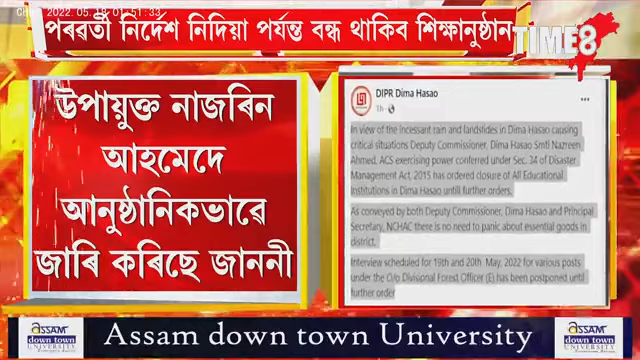 2022.05.19 01:51:33
পৰৱৰ্তী নিৰ্দেশ নিদিয়া পৰ্যন্ত বন্ধ থাকিব শিক্ষানুষ্ঠান
TIME8
উপায়ুক্ত নাজৰিন
আহমেদে
আনুষ্ঠানিকভাৱে
জাৰি কৰিছে জাননী
DIPR Dima Hasao
1h
In view of the incessant rain and landslides in Dima Hasao causing
critical situations Deputy Commissioner, Dima Hasao Smti Nazreen
Ahmed, ACS exercising power conferred under Sec. 34 of Disaster
Management Act, 2015 has ordered closure of All Educational
Institutions in Dima Hasao untill further orders.
As conveyed by both Deputy Commissioner, Dima Hasao and Principal
Secretary, NCHAC there is no need to panic about essential goods in
district.
Interview scheduled for 19th and 20th May, 2022 for various posts
under the O/o Divisional Forest Officer (E) has been postponed until
further order
ASSAM
down town
UNIVERSITY
Assam down town University
ASSAM
down town
UNIVERSITY